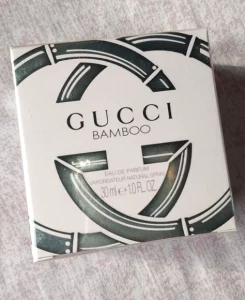 GUCCI
BAMBOO
EAU DE PARFUM
VAPORISATEUR NATURAL SPRAY
30 ml e 1.0 FL.OZ.